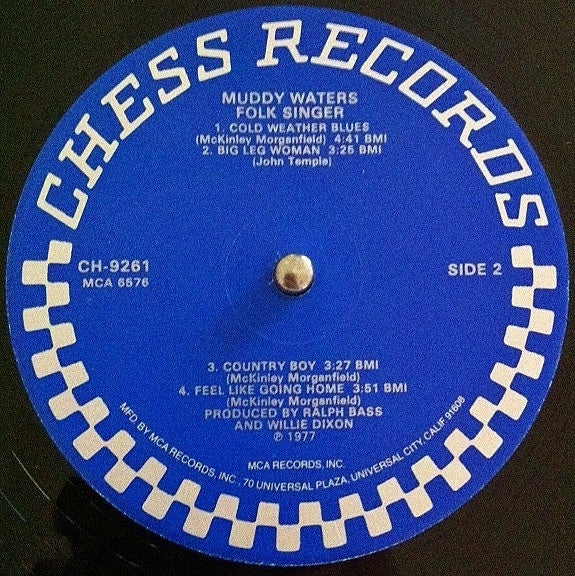 CHESS RECORDS
MUDDY WATERS
FOLK SINGER
1. COLD WEATHER BLUES
(McKinley Morganfield) 4:41 BMI
2. BIG LEG WOMAN 3:25 BMI
(John Temple)
CH-9261
MCA 6576
SIDE 2
3. COUNTRY BOY 3:27 BMI
(McKinley Morganfield)
4. FEEL LIKE GOING HOME 3:51 BMI
(McKinley Morganfield)
PRODUCED BY RALPH BASS
AND WILLIE DIXON
℗ 1977
MCA RECORDS, INC.
MFD. BY MCA RECORDS, INC., 70 UNIVERSAL PLAZA, UNIVERSAL CITY, CALIF. 91608